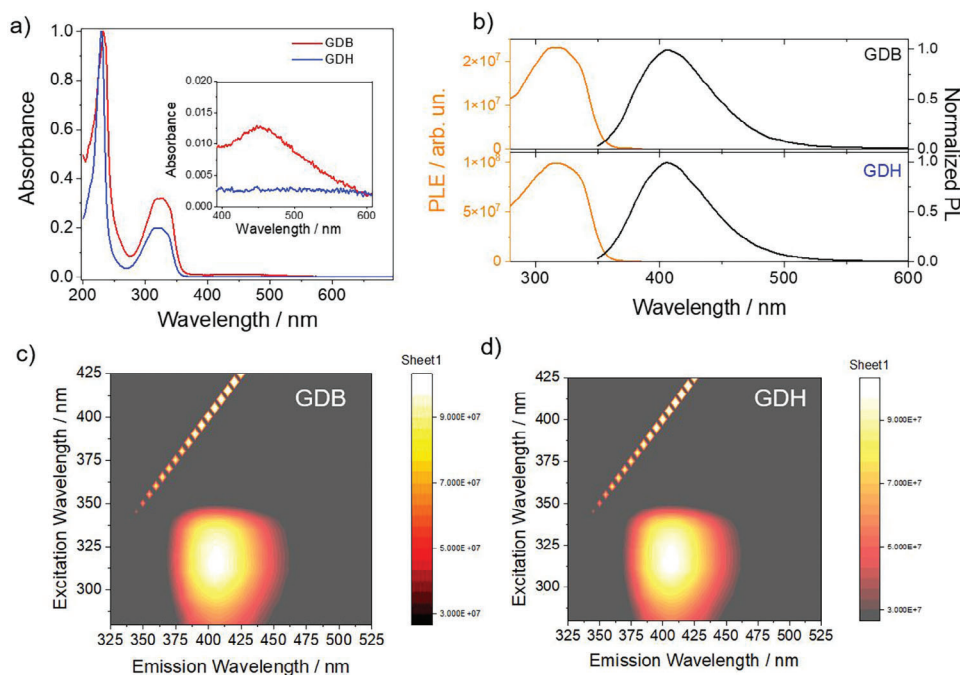 a)
GDB
GDH
Absorbance
1.0
0.8
0.6
0.4
0.2
0.0
200
300
400
500
600
Wavelength / nm
Absorbance
0.020
0.015
0.010
0.005
0.000
400
500
600
Wavelength / nm
b)
PLE / arb. un.
2×10⁷
1×10⁷
0
1×10⁸
5×10⁷
0
GDB
GDH
1.0
0.5
0.0
1.0
0.5
0.0
Normalized PL
300
400
500
600
Wavelength / nm
c)
Sheet1
GDB
Excitation Wavelength / nm
425
400
375
350
325
300
325
350
375
400
425
450
475
500
525
Emission Wavelength / nm
9.000E+07
7.000E+07
5.000E+07
3.000E+07
d)
Sheet1
GDH
Excitation Wavelength / nm
425
400
375
350
325
300
325
350
375
400
425
450
475
500
525
Emission Wavelength / nm
9.000E+07
7.000E+07
5.000E+07
3.000E+07